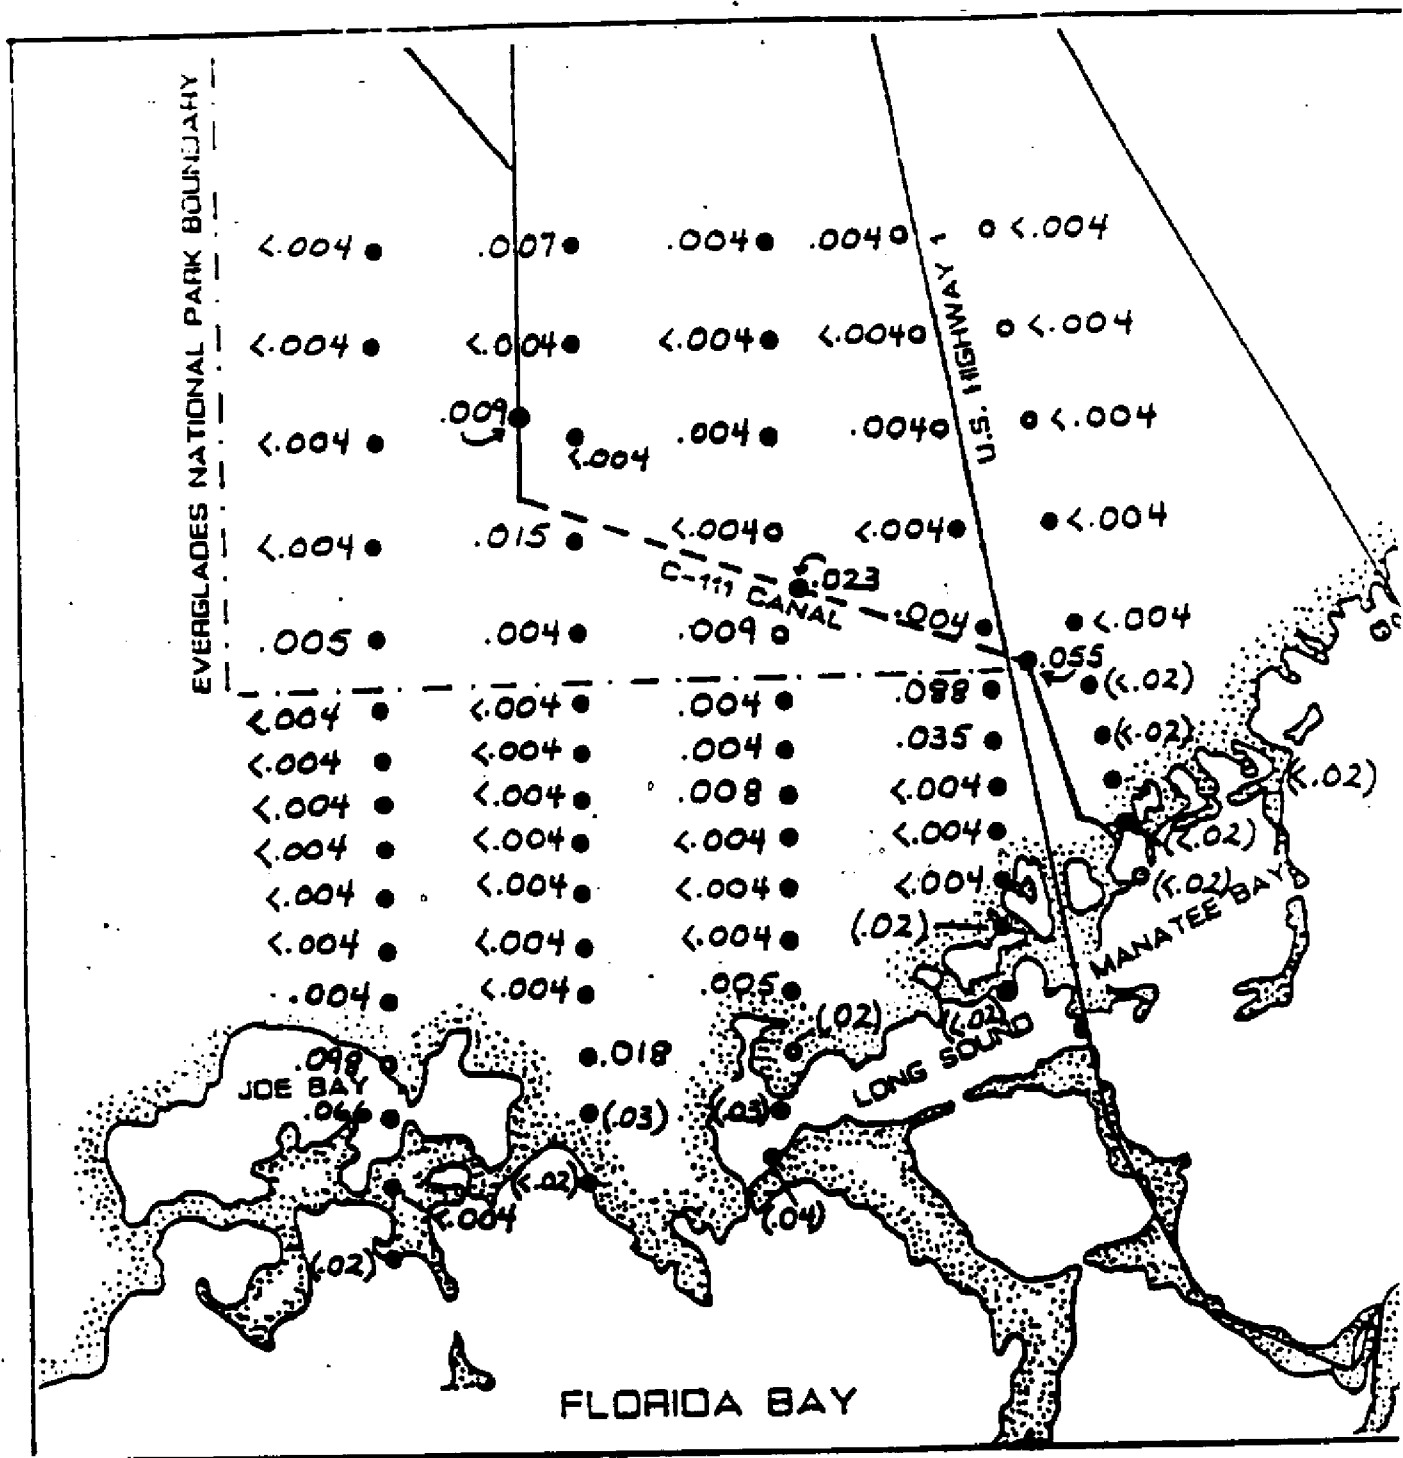 EVERGLADES NATIONAL PARK BOUNDARY
<.004 .007 .004 .004 <.004
U.S. HIGHWAY 1
<.004 <.004 <.004 <.004 <.004
.009
<.004 <.004 .004 .004 <.004
<.004 .015 <.004 <.004 <.004
C-111 CANAL
.023
.005 .004 .009 .004 <.004
.055
<.004 <.004 .004 .088 (<.02)
<.004 <.004 .004 .035 (<.02)
<.004 <.004 .008 <.004 (<.02)
<.004 <.004 <.004 <.004 (<.02)
<.004 <.004 <.004 <.004 (<.02)
MANATEE BAY
<.004 <.004 <.004 (.02)
.004 <.004 .005 (<.02)
LONG SOUND
.098 .018 (.02)
JOE BAY
.066 (.03) (.03)
<.004 (<.02) (.04)
(.02)
FLORIDA BAY